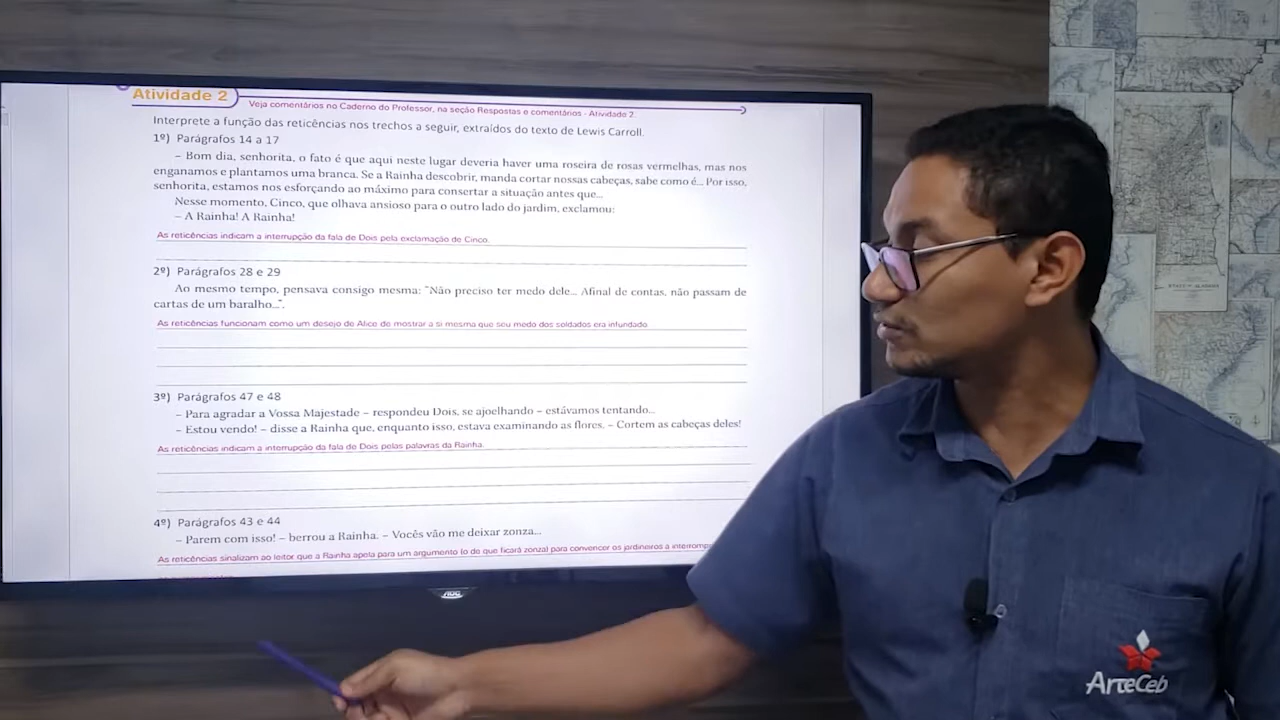 Atividade 2
Veja comentários no Caderno do Professor, na seção Respostas e comentários - Atividade 2.
Interprete a função das reticências nos trechos a seguir, extraídos do texto de Lewis Carroll.
1º) Parágrafos 14 a 17
– Bom dia, senhorita, o fato é que aqui neste lugar deveria haver uma roseira de rosas vermelhas, mas nos
enganamos e plantamos uma branca. Se a Rainha descobrir, manda cortar nossas cabeças, sabe como é... Por isso,
senhorita, estamos nos esforçando ao máximo para consertar a situação antes que...
Nesse momento, Cinco, que olhava ansioso para o outro lado do jardim, exclamou:
– A Rainha! A Rainha!
As reticências indicam a interrupção da fala de Dois pela exclamação de Cinco.
2º) Parágrafos 28 e 29
Ao mesmo tempo, pensava consigo mesma: "Não preciso ter medo dele... Afinal de contas, não passam de
cartas de um baralho...".
As reticências funcionam como um desejo de Alice de mostrar a si mesma que seu medo dos soldados era infundado.
3º) Parágrafos 47 e 48
– Para agradar a Vossa Majestade – respondeu Dois, se ajoelhando – estávamos tentando...
– Estou vendo! – disse a Rainha que, enquanto isso, estava examinando as flores. – Cortem as cabeças deles!
As reticências indicam a interrupção da fala de Dois pelas palavras da Rainha.
4º) Parágrafos 43 e 44
– Parem com isso! – berrou a Rainha. – Vocês vão me deixar zonza...
As reticências sinalizam ao leitor que a Rainha apela para um argumento (o de que ficará zonza) para convencer os jardineiros a
AOC
ArteCeb